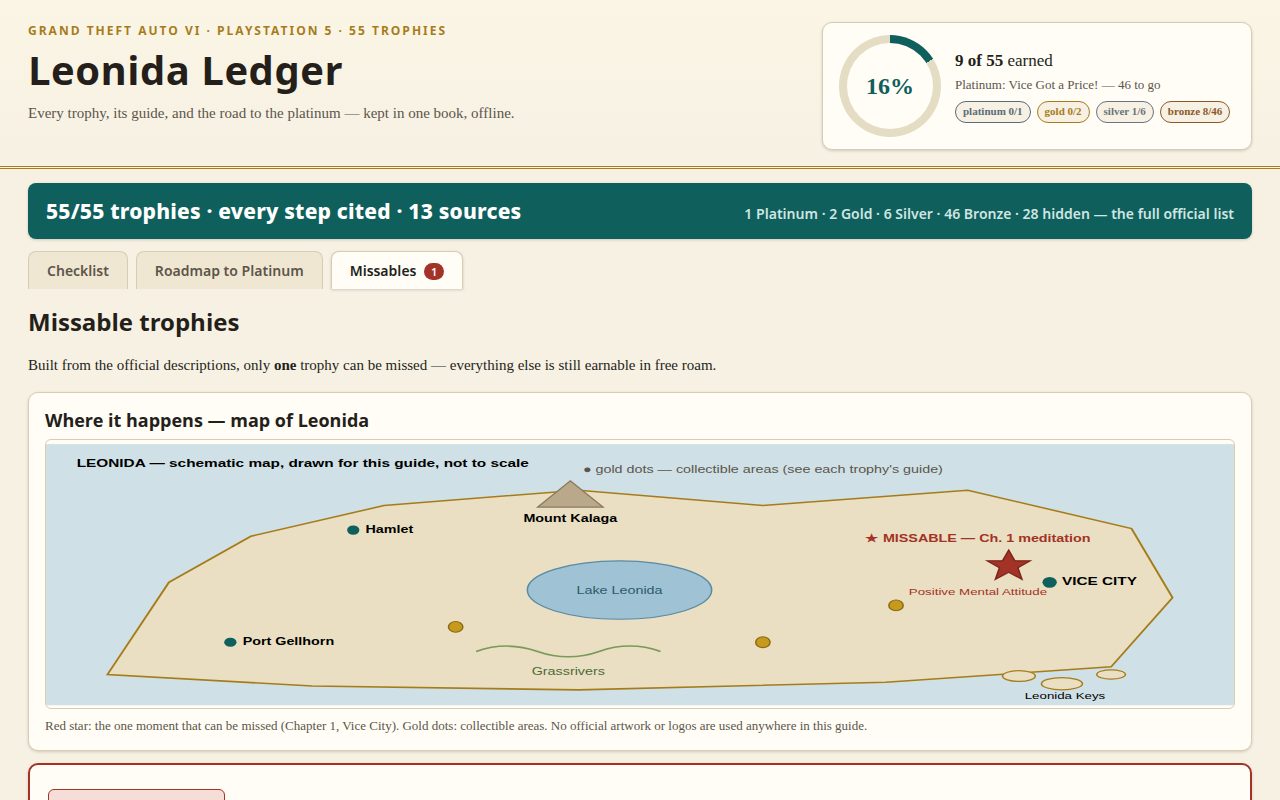 GRAND THEFT AUTO VI · PLAYSTATION 5 · 55 TROPHIES
Leonida Ledger
Every trophy, its guide, and the road to the platinum — kept in one book, offline.
16%
9 of 55 earned
Platinum: Vice Got a Price! — 46 to go
platinum 0/1 gold 0/2 silver 1/6 bronze 8/46
55/55 trophies · every step cited · 13 sources
1 Platinum · 2 Gold · 6 Silver · 46 Bronze · 28 hidden — the full official list
Checklist
Roadmap to Platinum
Missables 1
Missable trophies
Built from the official descriptions, only one trophy can be missed — everything else is still earnable in free roam.
Where it happens — map of Leonida
LEONIDA — schematic map, drawn for this guide, not to scale
● gold dots — collectible areas (see each trophy's guide)
Mount Kalaga
Hamlet
★ MISSABLE — Ch. 1 meditation
VICE CITY
Lake Leonida
Positive Mental Attitude
Port Gellhorn
Grassrivers
Leonida Keys
Red star: the one moment that can be missed (Chapter 1, Vice City). Gold dots: collectible areas. No official artwork or logos are used anywhere in this guide.